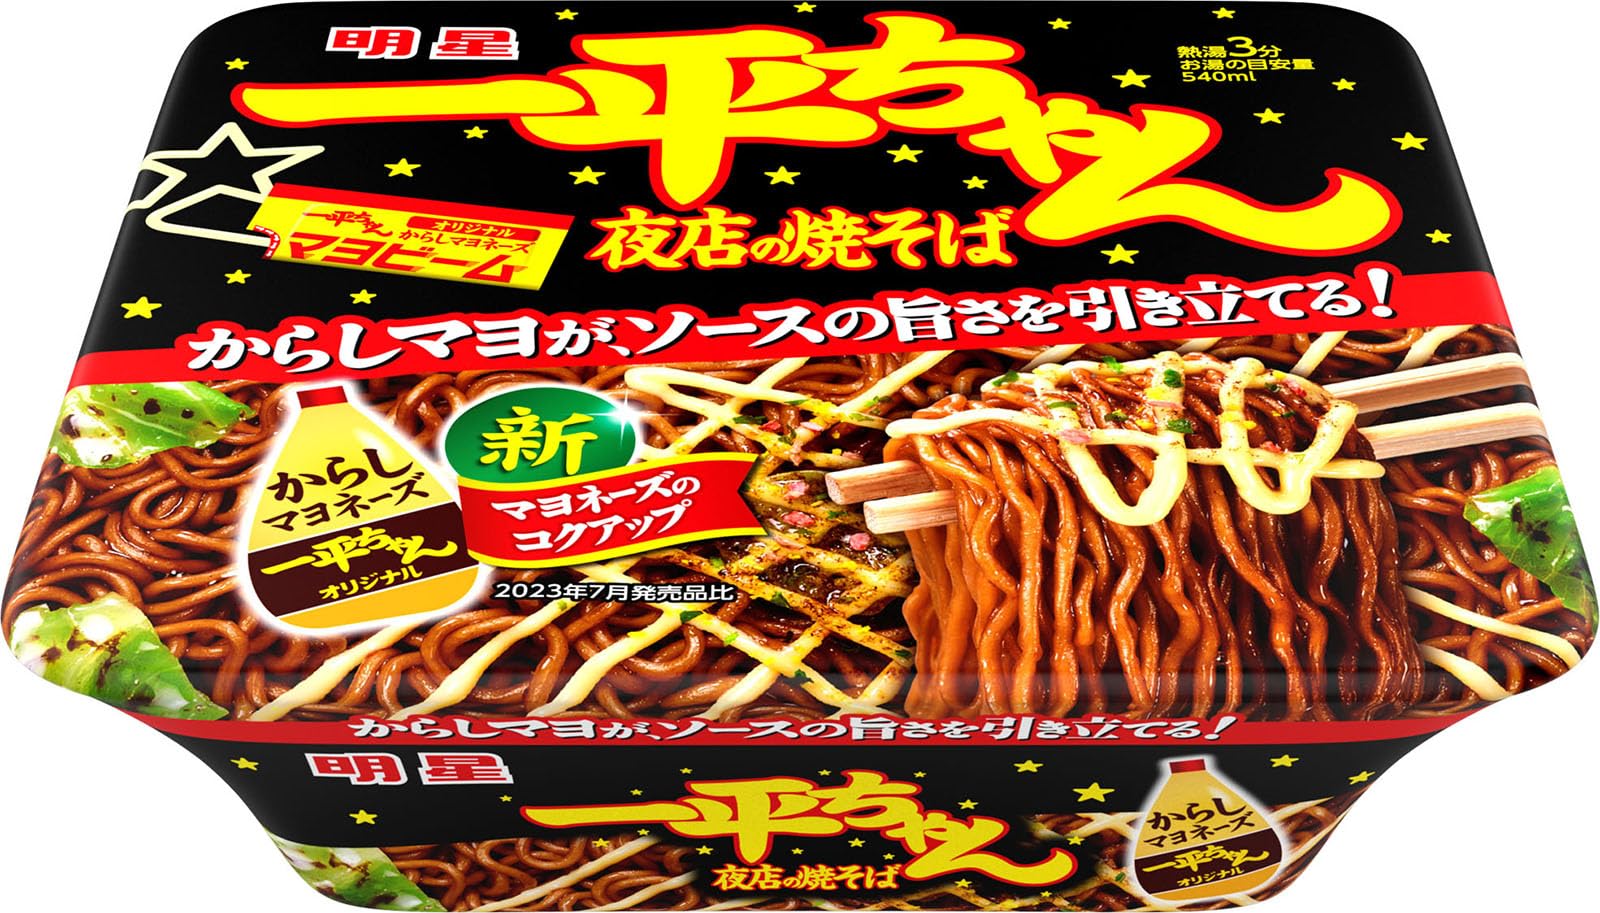 明星
一平ちゃん
熱湯3分
お湯の目安量
540ml
一平ちゃん
オリジナル
からしマヨネーズ
マヨビーム
夜店の焼そば
からしマヨが、ソースの旨さを引き立てる!
からし
マヨネーズ
一平ちゃん
オリジナル
新
マヨネーズの
コクアップ
2023年7月発売品比
からしマヨが、ソースの旨さを引き立てる!
明星
一平ちゃん
夜店の焼そば
からし
マヨネーズ
一平ちゃん
オリジナル